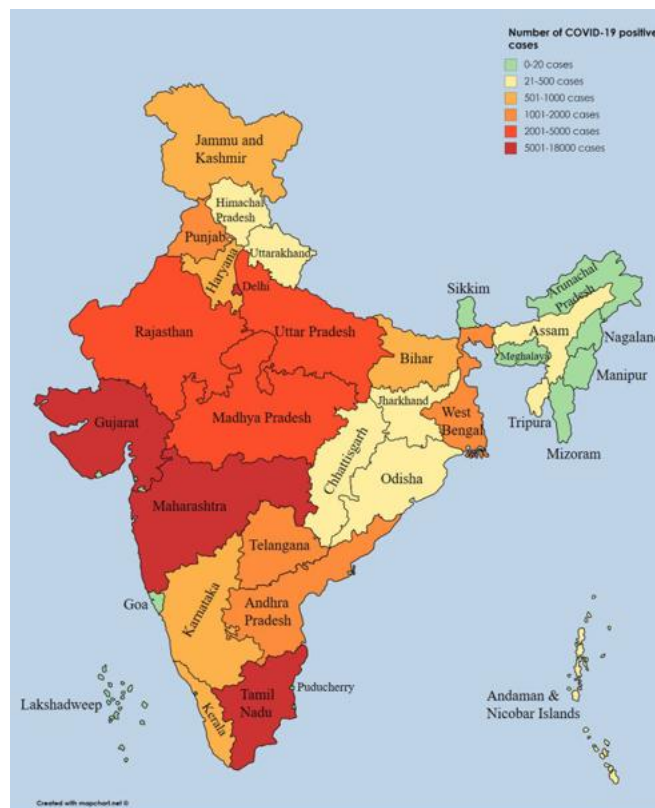 Number of COVID-19 positive
cases
0-20 cases
21-500 cases
501-1000 cases
1001-2000 cases
2001-5000 cases
5001-18000 cases
Jammu and
Kashmir
Himachal
Pradesh
Punjab
Uttarakhand
Haryana
Delhi
Sikkim
Arunachal
Pradesh
Rajasthan
Uttar Pradesh
Assam
Nagaland
Bihar
Meghalaya
Manipur
Jharkhand
Gujarat
Madhya Pradesh
West
Bengal
Tripura
Mizoram
Chhattisgarh
Odisha
Maharashtra
Telangana
Goa
Karnataka
Andhra
Pradesh
Puducherry
Lakshadweep
Tamil
Nadu
Kerala
Andaman &
Nicobar Islands
Created with mapchart.net ©